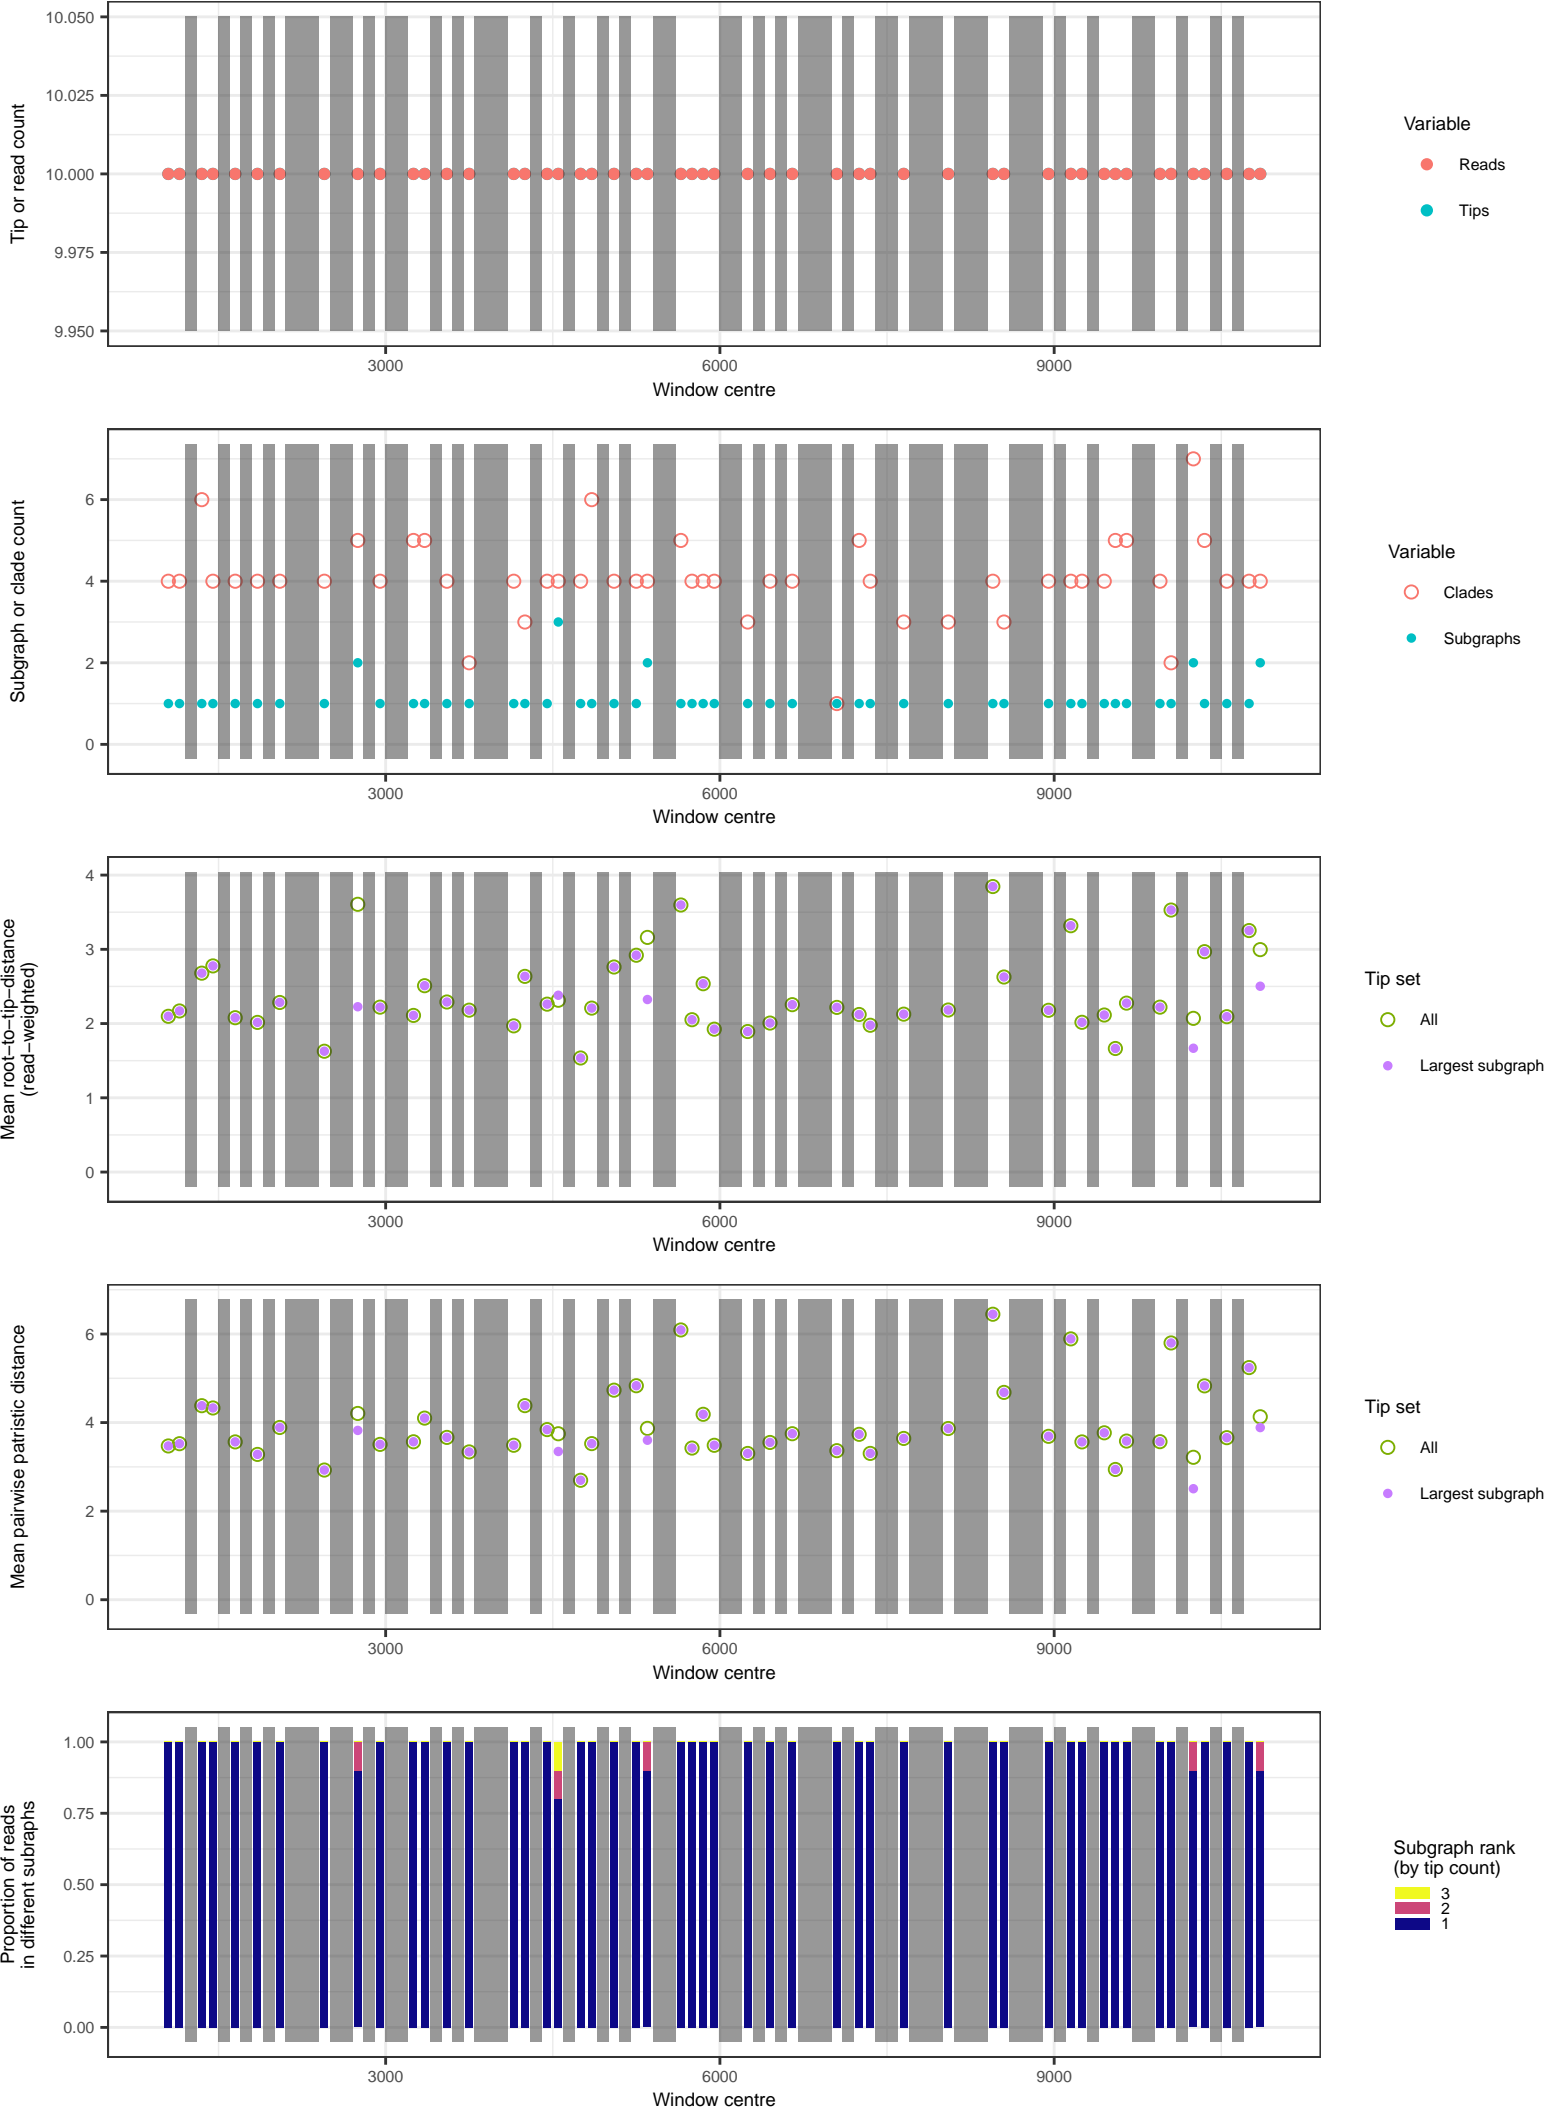 10.050
10.025
10.000
9.975
9.950
Tip or read count
3000
6000
9000
Window centre
Variable
Reads
Tips
6
4
2
0
Subgraph or clade count
3000
6000
9000
Window centre
Variable
Clades
Subgraphs
4
3
2
1
0
Mean root−to−tip−distance
(read−weighted)
3000
6000
9000
Window centre
Tip set
All
Largest subgraph
6
4
2
0
Mean pairwise patristic distance
3000
6000
9000
Window centre
Tip set
All
Largest subgraph
1.00
0.75
0.50
0.25
0.00
Proportion of reads
in different subraphs
3000
6000
9000
Window centre
Subgraph rank
(by tip count)
3
2
1